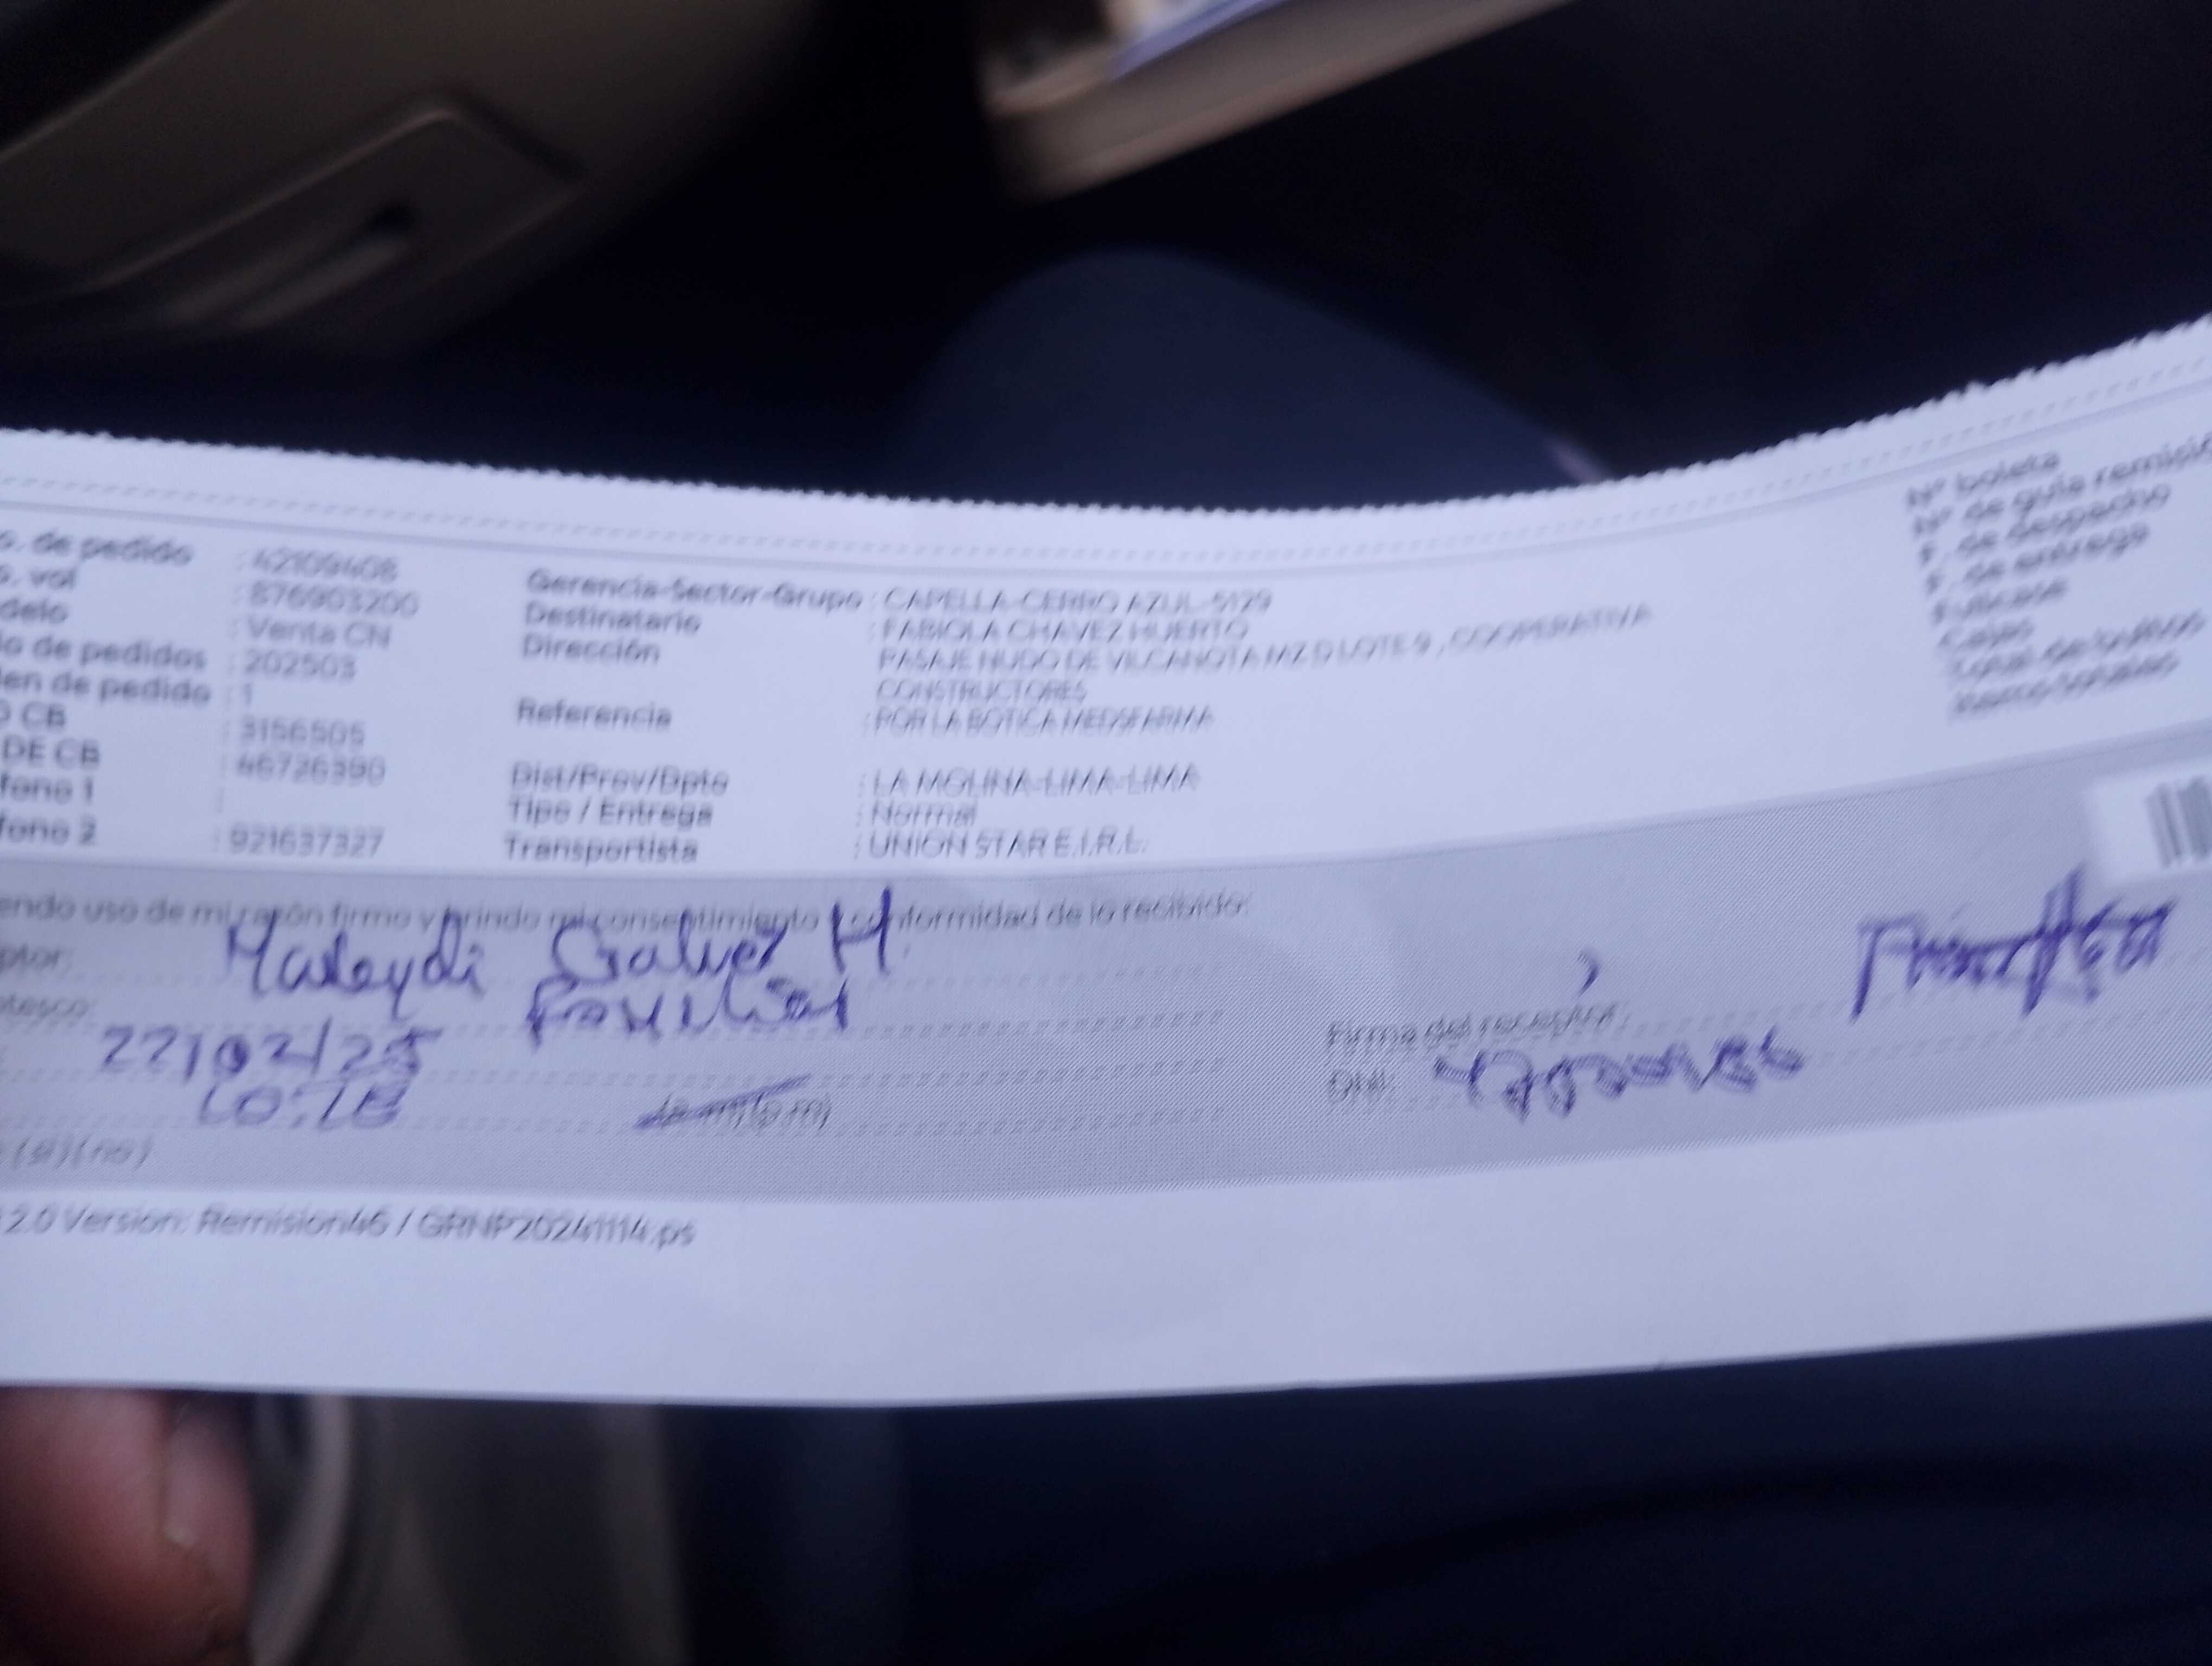 o. de pedido : 42109408
o. vol : 876903200
delo : Venta CN
o de pedidos : 202503
en de pedido : 1
O CB : 3156505
DE CB : 46726390
fono 1 :
fono 2 : 921637327
Gerencia-Sector-Grupo : CAPELLA-CERRO AZUL-5129
Destinatario : FABIOLA CHAVEZ HUERTO
Dirección : PASAJE NUDO DE VILCANOTA MZ D LOTE 9 , COOPERATIVA
CONSTRUCTORES
Referencia : POR LA BOTICA MEDSFARMA
Dist/Prov/Dpto : LA MOLINA-LIMA-LIMA
Tipo / Entrega : Normal
Transportista : UNION STAR E.I.R.L.
N° boleta
N° de guía remisió
F. de despacho
F. de entrega
Cajas
endo uso de mi razón firmo y brindo mi consentimiento y conformidad de lo recibido:
ptor: Maleydi Galvez H.
tesco: Familiar
22/02/25
10:18 (a.m)(p.m)
(si)(no)
Firma del receptor:
DNI:
2.0 Version: Remision46 / GRNP20241114.ps